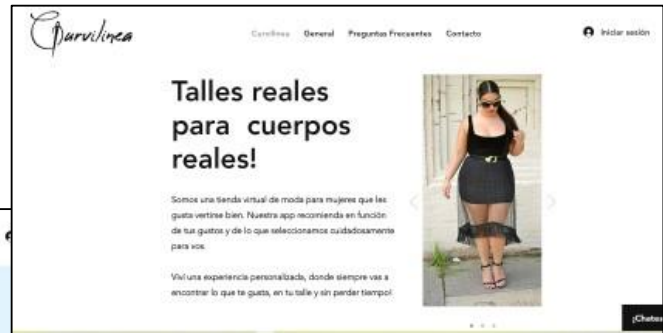 Curvilinea
Curvilinea General Preguntas Frecuentes Contacto
Iniciar sesión
Talles reales
para cuerpos
reales!
Somos una tienda virtual de moda para mujeres que les
gusta vertirse bien. Nuestra app recomienda en función
de tus gustos y de lo que seleccionamos cuidadosamente
para vos.
Viví una experiencia personalizada, donde siempre vas a
encontrar lo que te gusta, en tu talle y sin perder tiempo!